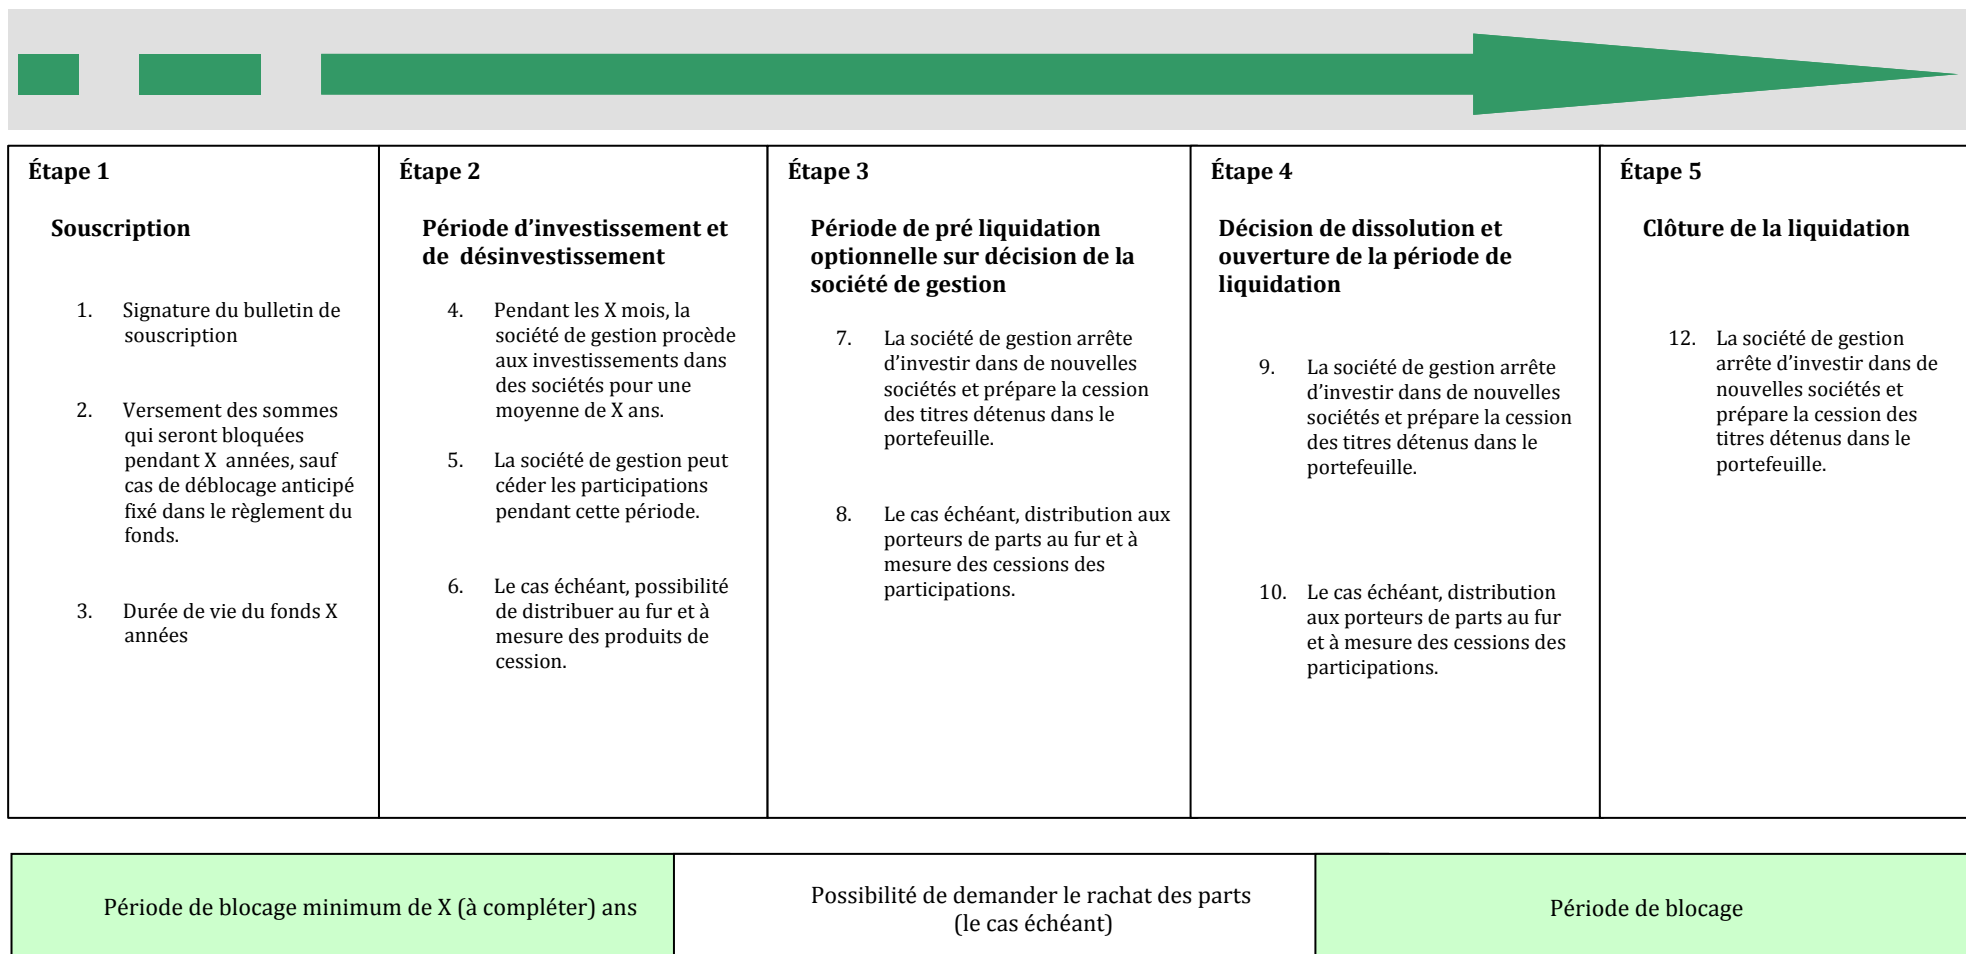 Étape 1
Souscription
1. Signature du bulletin de
souscription
2. Versement des sommes
qui seront bloquées
pendant X années, sauf
cas de déblocage anticipé
fixé dans le règlement du
fonds.
3. Durée de vie du fonds X
années
Étape 2
Période d’investissement et
de désinvestissement
4. Pendant les X mois, la
société de gestion procède
aux investissements dans
des sociétés pour une
moyenne de X ans.
5. La société de gestion peut
céder les participations
pendant cette période.
6. Le cas échéant, possibilité
de distribuer au fur et à
mesure des produits de
cession.
Étape 3
Période de pré liquidation
optionnelle sur décision de la
société de gestion
7. La société de gestion arrête
d’investir dans de nouvelles
sociétés et prépare la cession
des titres détenus dans le
portefeuille.
8. Le cas échéant, distribution aux
porteurs de parts au fur et à
mesure des cessions des
participations.
Étape 4
Décision de dissolution et
ouverture de la période de
liquidation
9. La société de gestion arrête
d’investir dans de nouvelles
sociétés et prépare la cession
des titres détenus dans le
portefeuille.
10. Le cas échéant, distribution
aux porteurs de parts au fur
et à mesure des cessions des
participations.
Étape 5
Clôture de la liquidation
12. La société de gestion
arrête d’investir dans de
nouvelles sociétés et
prépare la cession des
titres détenus dans le
portefeuille.
Période de blocage minimum de X (à compléter) ans
Possibilité de demander le rachat des parts
(le cas échéant)
Période de blocage